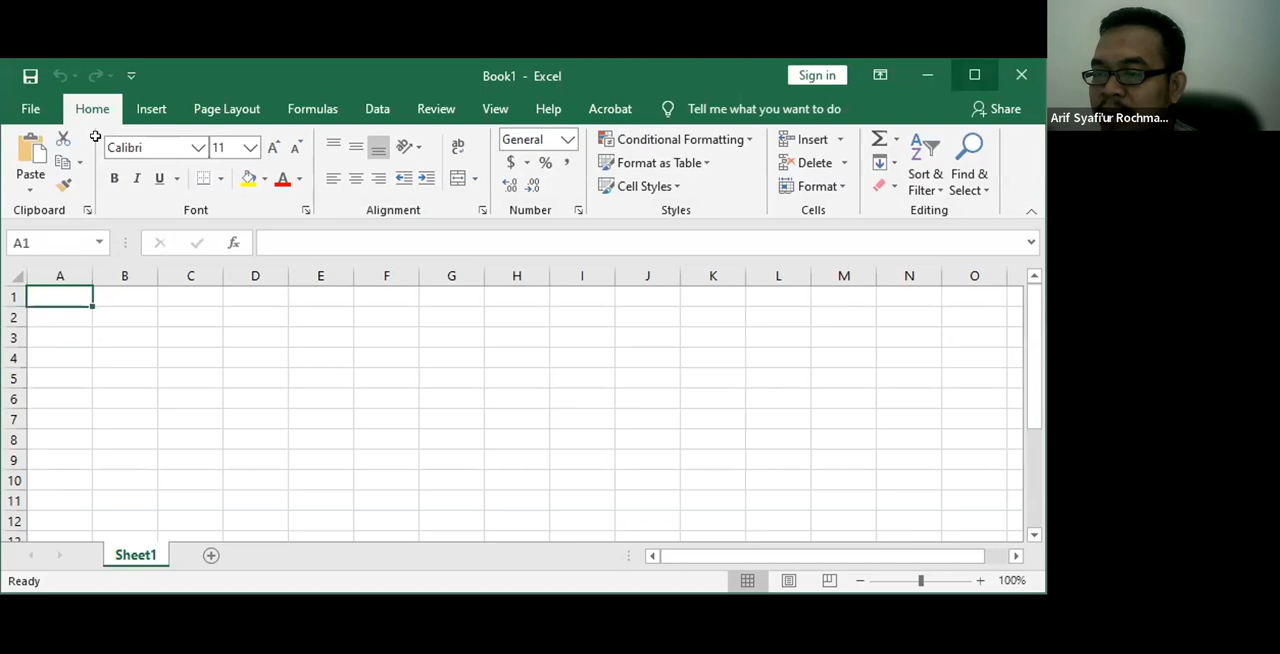 Book1 - Excel
Sign in
File Home Insert Page Layout Formulas Data Review View Help Acrobat Tell me what you want to do Share
Arif Syafi'ur Rochma...
Paste
Clipboard
Calibri 11
B I U
Font
ab
Alignment
General
$ % ,
Number
Conditional Formatting
Format as Table
Cell Styles
Styles
Insert
Delete
Format
Cells
Sort & Filter
Find & Select
Editing
A1
fx
A B C D E F G H I J K L M N O
1
2
3
4
5
6
7
8
9
10
11
12
Sheet1
Ready
100%